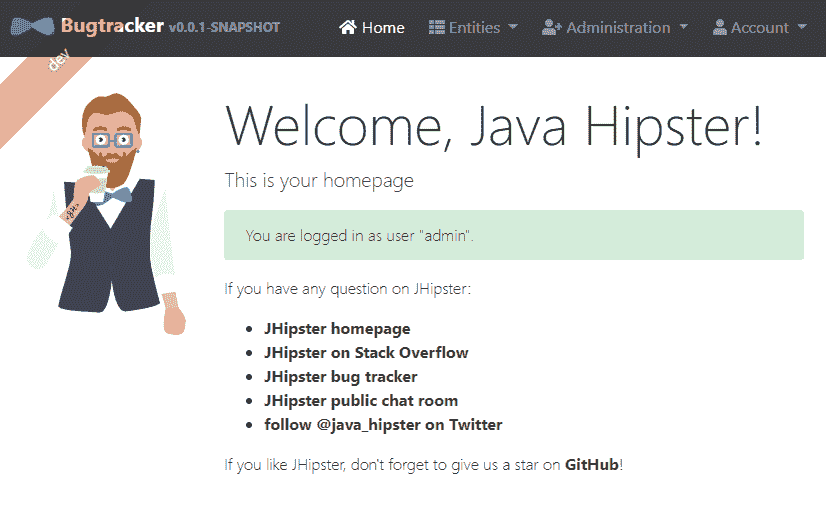 Bugtracker v0.0.1-SNAPSHOT Home Entities Administration Account
dev
Welcome, Java Hipster!
This is your homepage
You are logged in as user "admin".
If you have any question on JHipster:
JHipster homepage
JHipster on Stack Overflow
JHipster bug tracker
JHipster public chat room
follow @java_hipster on Twitter
If you like JHipster, don't forget to give us a star on GitHub!